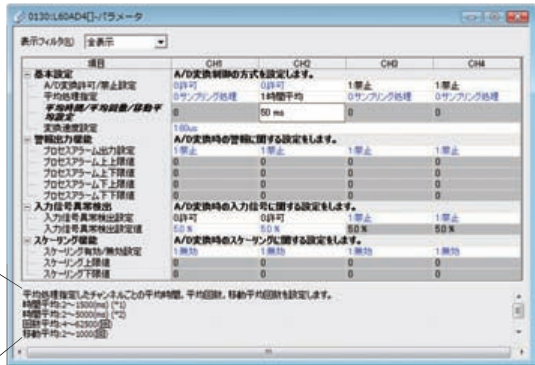 0130:L60AD4[]-パラメータ
表示フィルタ(E) 全表示
項目 CH1 CH2 CH3 CH4
基本設定 A/D変換制御の方式を設定します。
A/D変換許可/禁止設定 0:許可 0:許可 1:禁止 1:禁止
平均処理指定 0:サンプリング処理 1:時間平均 0:サンプリング処理 0:サンプリング処理
平均時間/平均回数/移動平均設定 0 50 ms 0 0
変換速度設定 1:80us
警報出力機能 A/D変換時の警報に関する設定をします。
プロセスアラーム出力設定 1:禁止 1:禁止 1:禁止 1:禁止
プロセスアラーム上上限値 0 0 0 0
プロセスアラーム上下限値 0 0 0 0
プロセスアラーム下上限値 0 0 0 0
プロセスアラーム下下限値 0 0 0 0
入力信号異常検出 A/D変換時の入力信号に関する設定をします。
入力信号異常検出設定 0:許可 0:許可 1:禁止 1:禁止
入力信号異常検出設定値 5.0 % 5.0 % 5.0 % 5.0 %
スケーリング機能 A/D変換時のスケーリングに関する設定をします。
スケーリング有効/無効設定 1:無効 1:無効 1:無効 1:無効
スケーリング上限値 0 0 0 0
スケーリング下限値 0 0 0 0
平均処理指定したチャンネルごとの平均時間、平均回数、移動平均回数を設定します。
時間平均:2～1500(ms) (*1)
時間平均:2～5000(ms) (*2)
回数平均:4～62500(回)
移動平均:2～1000(回)